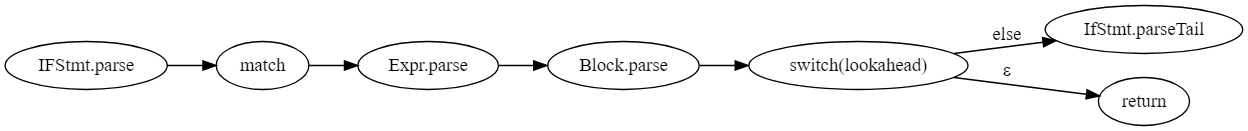 IFStmt.parse
match
Expr.parse
Block.parse
switch(lookahead)
else
IfStmt.parseTail
ε
return